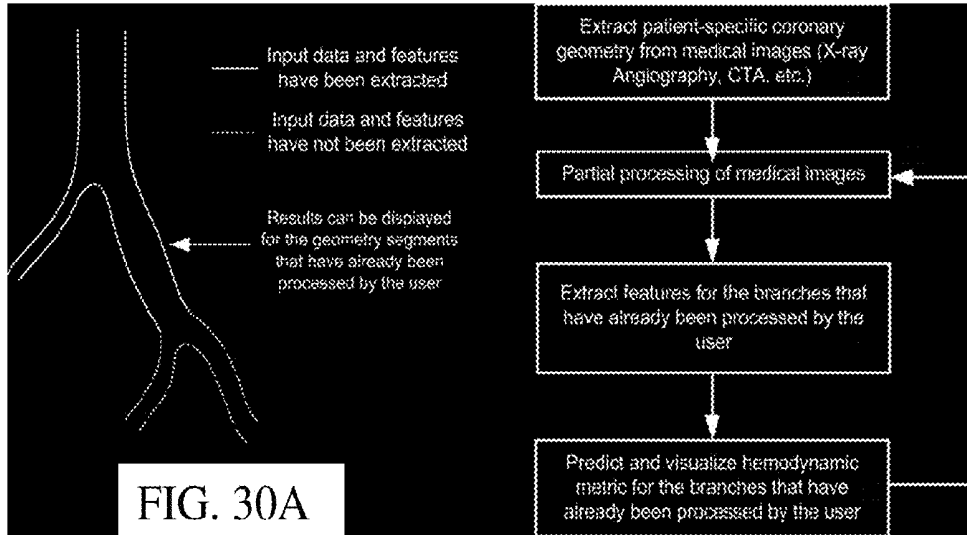 Input data and features
have been extracted
Input data and features
have not been extracted
Results can be displayed
for the geometry segments
that have already been
processed by the user
FIG. 30A
Extract patient-specific coronary
geometry from medical images (X-ray
Angiography, CTA, etc.)
Partial processing of medical images
Extract features for the branches that
have already been processed by the
user
Predict and visualize hemodynamic
metric for the branches that have
already been processed by the user